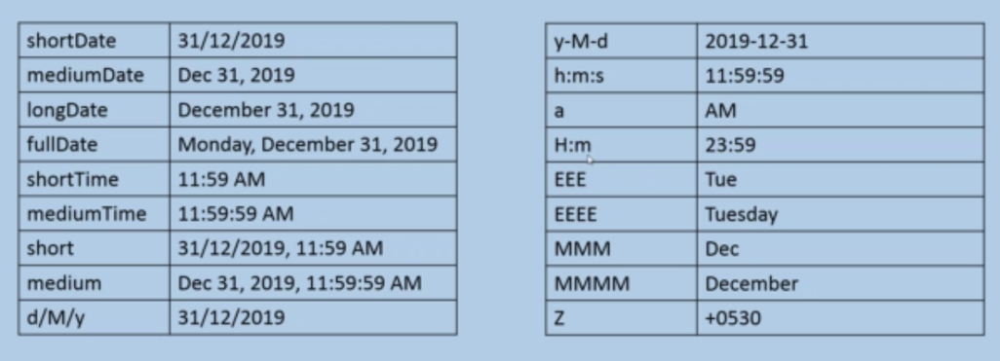 shortDate 31/12/2019
mediumDate Dec 31, 2019
longDate December 31, 2019
fullDate Monday, December 31, 2019
shortTime 11:59 AM
mediumTime 11:59:59 AM
short 31/12/2019, 11:59 AM
medium Dec 31, 2019, 11:59:59 AM
d/M/y 31/12/2019
y-M-d 2019-12-31
h:m:s 11:59:59
a AM
H:m 23:59
EEE Tue
EEEE Tuesday
MMM Dec
MMMM December
Z +0530